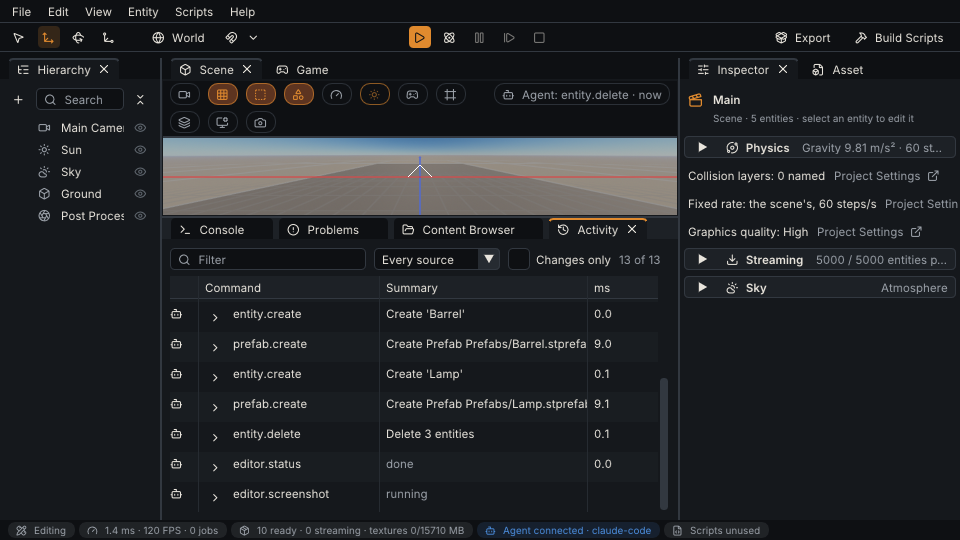 File Edit View Entity Scripts Help
World Export Build Scripts
Hierarchy Scene Game Inspector Asset
Search
Agent: entity.delete · now
Main
Scene · 5 entities · select an entity to edit it
Main Camer
Sun
Sky
Ground
Post Proces
Physics Gravity 9.81 m/s² · 60 st...
Collision layers: 0 named Project Settings
Fixed rate: the scene's, 60 steps/s Project Settin
Graphics quality: High Project Settings
Streaming 5000 / 5000 entities p...
Sky Atmosphere
Console Problems Content Browser Activity
Filter Every source Changes only 13 of 13
Command Summary ms
entity.create Create 'Barrel' 0.0
prefab.create Create Prefab Prefabs/Barrel.stprefa 9.0
entity.create Create 'Lamp' 0.1
prefab.create Create Prefab Prefabs/Lamp.stprefab 9.1
entity.delete Delete 3 entities 0.1
editor.status done 0.0
editor.screenshot running
Editing 1.4 ms · 120 FPS · 0 jobs 10 ready · 0 streaming · textures 0/15710 MB Agent connected · claude-code Scripts unused